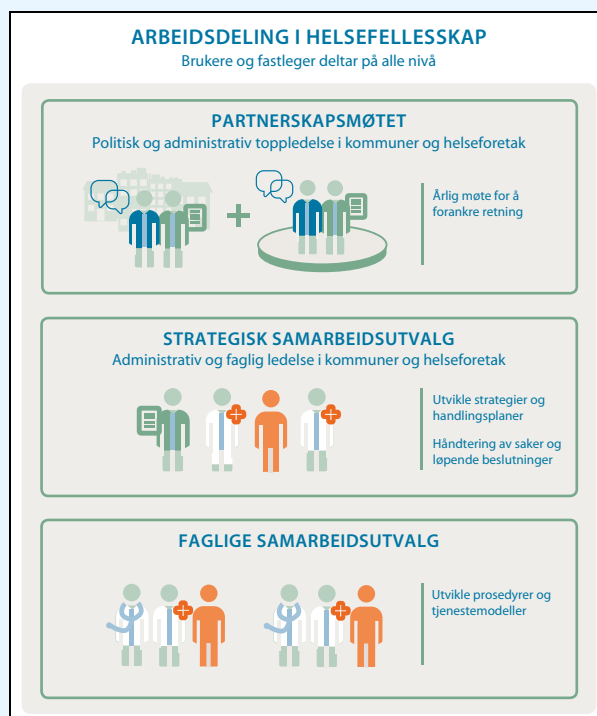 ARBEIDSDELING I HELSEFELLESSKAP
Brukere og fastleger deltar på alle nivå
PARTNERSKAPSMØTET
Politisk og administrativ toppledelse i kommuner og helseforetak
Årlig møte for å
forankre retning
STRATEGISK SAMARBEIDSUTVALG
Administrativ og faglig ledelse i kommuner og helseforetak
Utvikle strategier og
handlingsplaner
Håndtering av saker og
løpende beslutninger
FAGLIGE SAMARBEIDSUTVALG
Utvikle prosedyrer og
tjenestemodeller